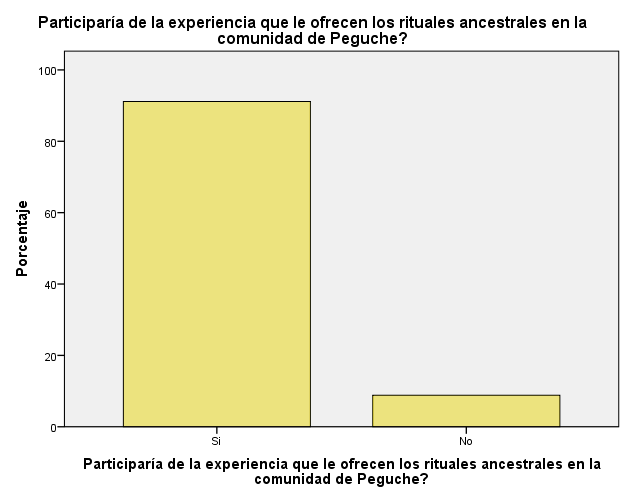 Participaría de la experiencia que le ofrecen los rituales ancestrales en la
comunidad de Peguche?
Porcentaje
100
80
60
40
20
0
Si
No
Participaría de la experiencia que le ofrecen los rituales ancestrales en la
comunidad de Peguche?